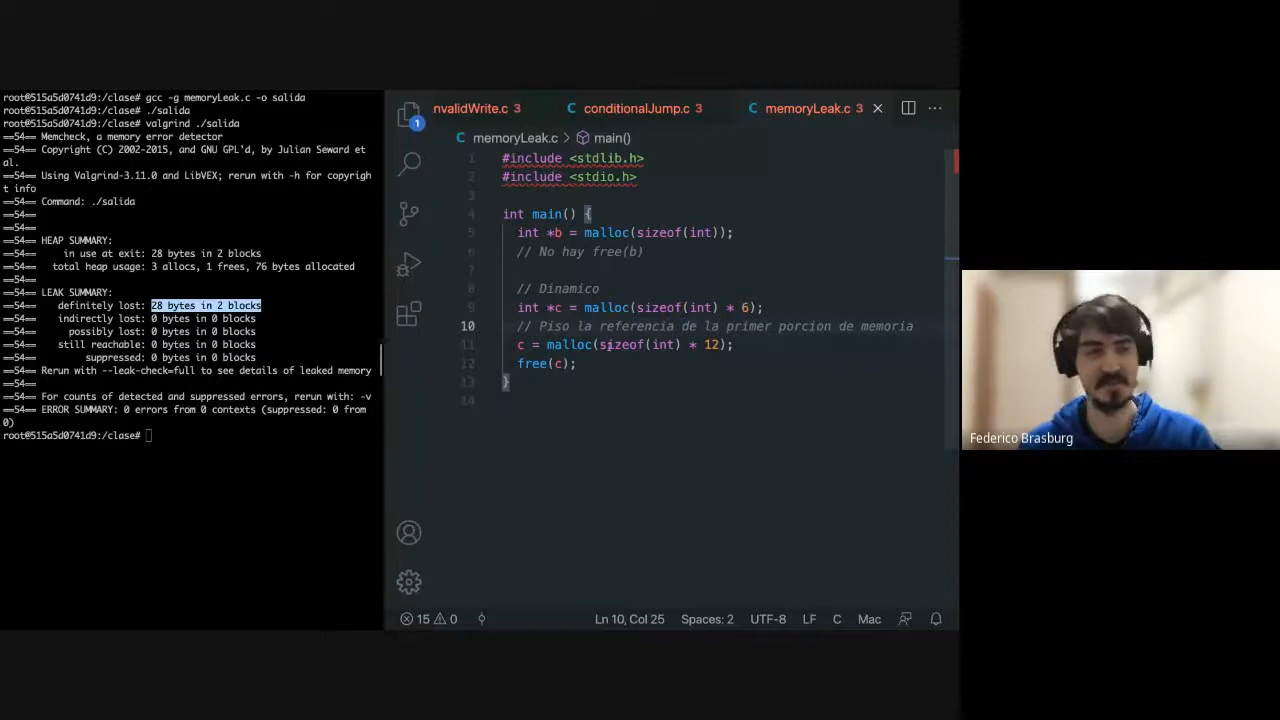 root@515a5d0741d9:/clase# gcc -g memoryLeak.c -o salida
root@515a5d0741d9:/clase# ./salida
root@515a5d0741d9:/clase# valgrind ./salida
==54== Memcheck, a memory error detector
==54== Copyright (C) 2002-2015, and GNU GPL'd, by Julian Seward et
al.
==54== Using Valgrind-3.11.0 and LibVEX; rerun with -h for copyrigh
t info
==54== Command: ./salida
==54==
==54==
==54== HEAP SUMMARY:
==54==     in use at exit: 28 bytes in 2 blocks
==54==   total heap usage: 3 allocs, 1 frees, 76 bytes allocated
==54==
==54== LEAK SUMMARY:
==54==    definitely lost: 28 bytes in 2 blocks
==54==    indirectly lost: 0 bytes in 0 blocks
==54==      possibly lost: 0 bytes in 0 blocks
==54==    still reachable: 0 bytes in 0 blocks
==54==         suppressed: 0 bytes in 0 blocks
==54== Rerun with --leak-check=full to see details of leaked memory
==54==
==54== For counts of detected and suppressed errors, rerun with: -v
==54== ERROR SUMMARY: 0 errors from 0 contexts (suppressed: 0 from
0)
root@515a5d0741d9:/clase#
1
nvalidWrite.c 3 C conditionalJump.c 3 C memoryLeak.c 3
C memoryLeak.c > main()
1 #include <stdlib.h>
2 #include <stdio.h>
3
4 int main() {
5   int *b = malloc(sizeof(int));
6   // No hay free(b)
7
8   // Dinamico
9   int *c = malloc(sizeof(int) * 6);
10   // Piso la referencia de la primer porcion de memoria
11   c = malloc(sizeof(int) * 12);
12   free(c);
13 }
14
15 0 Ln 10, Col 25 Spaces: 2 UTF-8 LF C Mac
Federico Brasburg